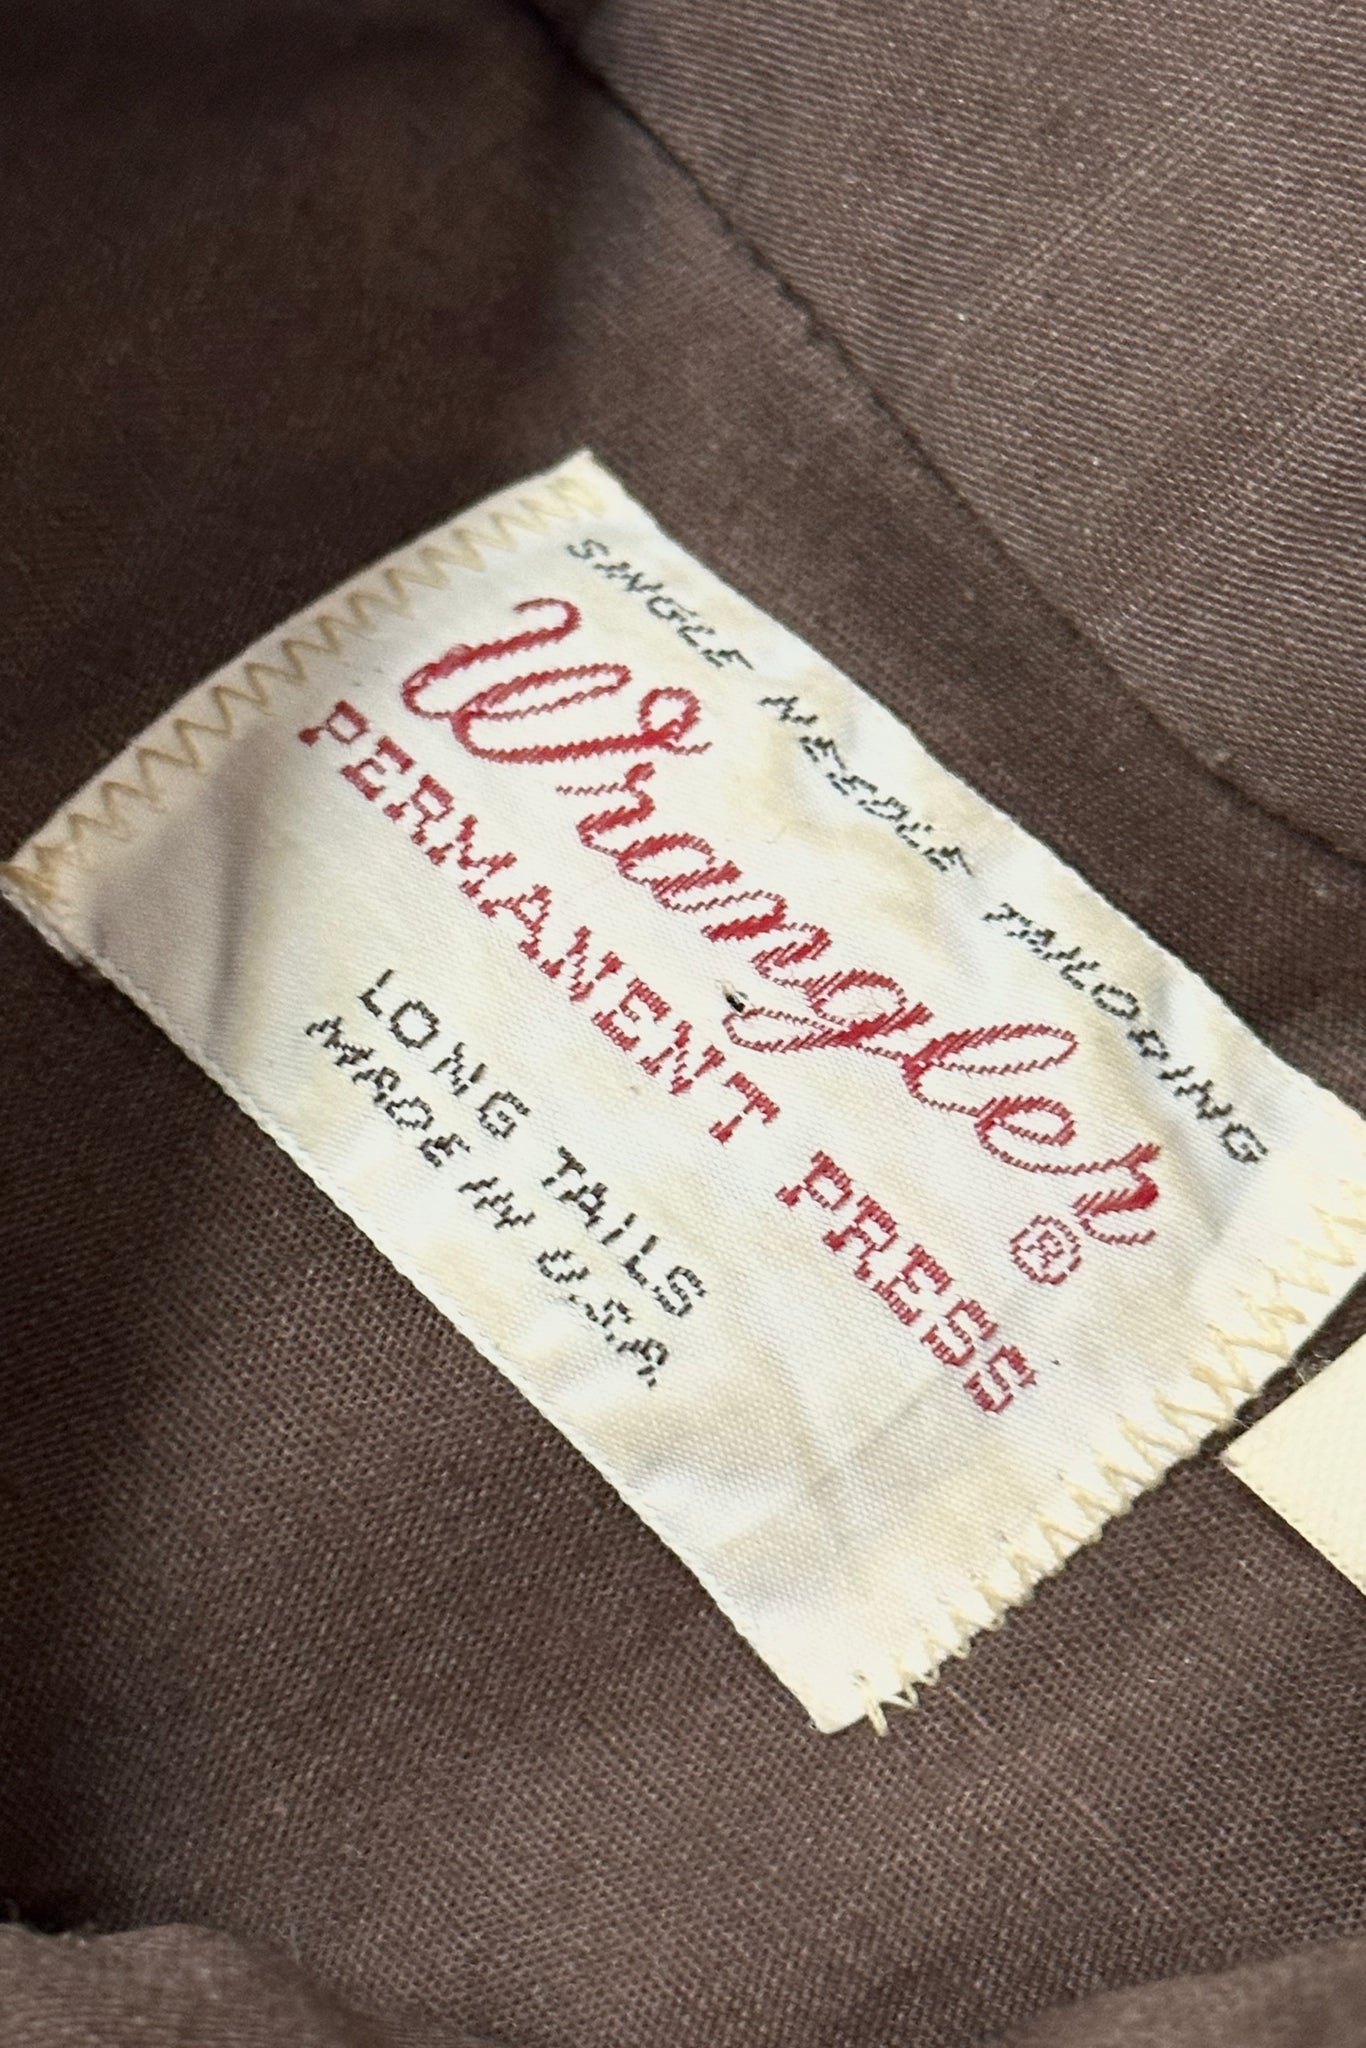 SINGLE NEEDLE TAILORING
Wrangler®
PERMANENT PRESS
LONG TAILS
MADE IN U.S.A.